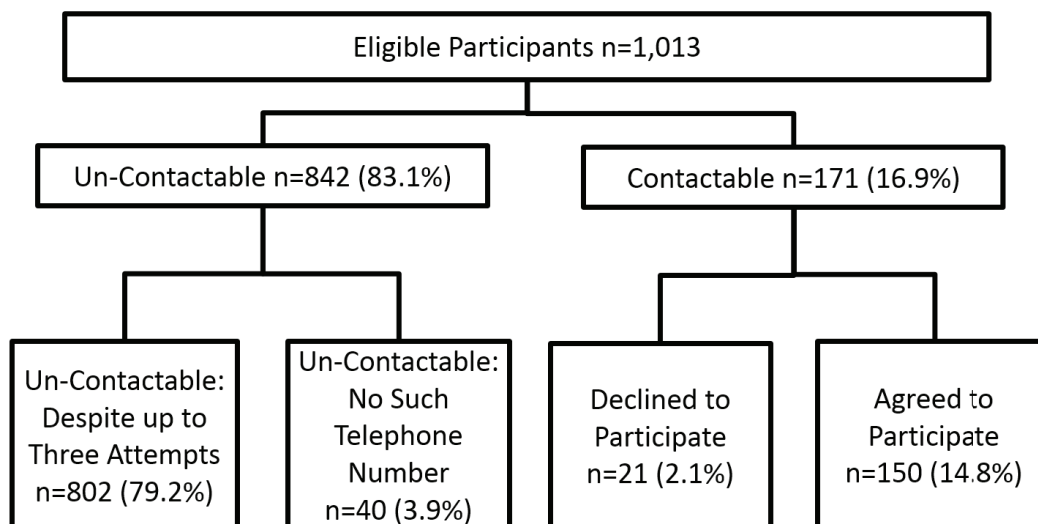 Eligible Participants n=1,013
Un-Contactable n=842 (83.1%)
Contactable n=171 (16.9%)
Un-Contactable:
Despite up to
Three Attempts
n=802 (79.2%)
Un-Contactable:
No Such
Telephone
Number
n=40 (3.9%)
Declined to
Participate
n=21 (2.1%)
Agreed to
Participate
n=150 (14.8%)